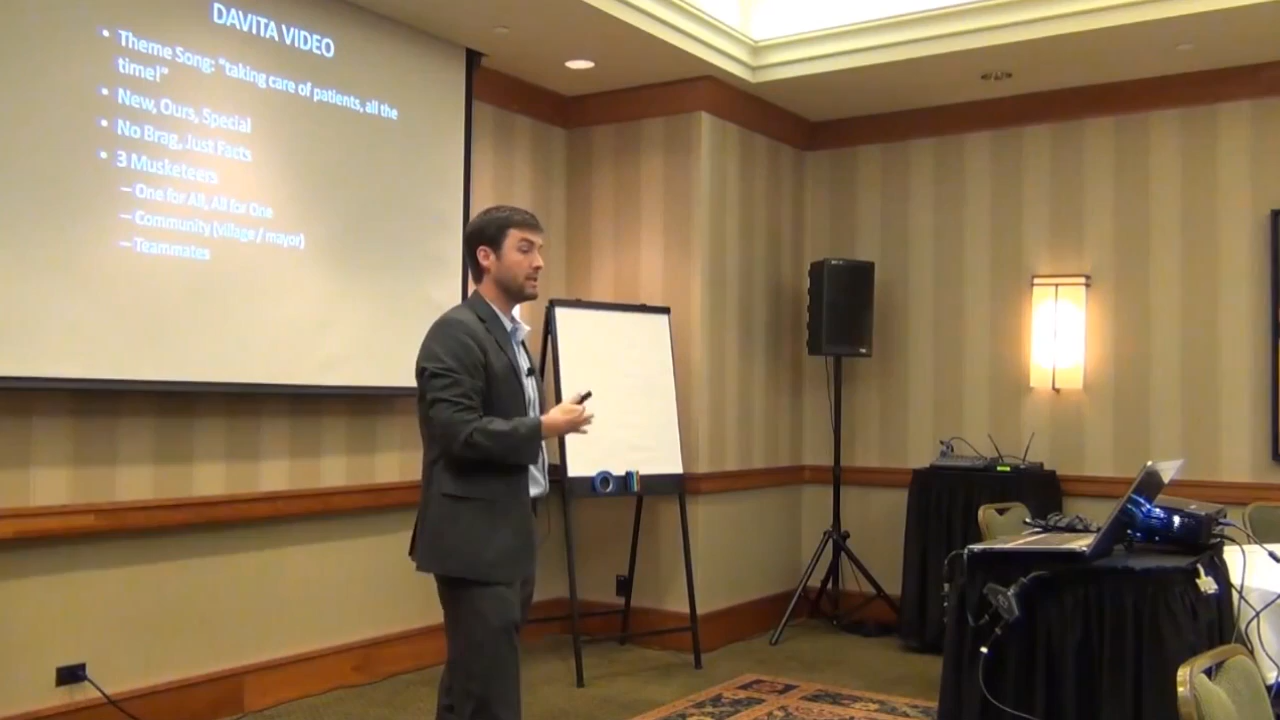 DAVITA VIDEO
• Theme Song: "taking care of patients, all the
time!"
• New, Ours, Special
• No Brag, Just Facts
• 3 Musketeers
– One for All, All for One
– Community (village / mayor)
– Teammates